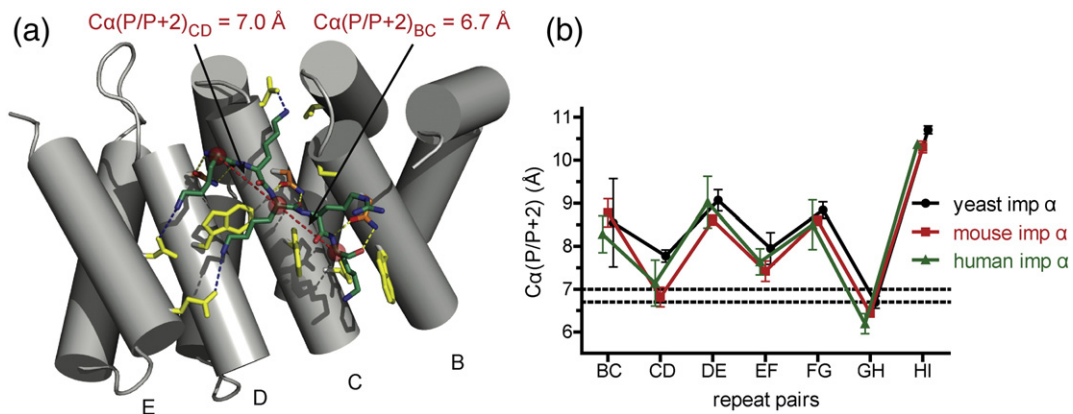 (a)
Cα(P/P+2)CD = 7.0 Å
Cα(P/P+2)BC = 6.7 Å
E
D
C
B
(b)
Cα(P/P+2) (Å)
11
10
9
8
7
6
BC CD DE EF FG GH HI
repeat pairs
yeast imp α
mouse imp α
human imp α